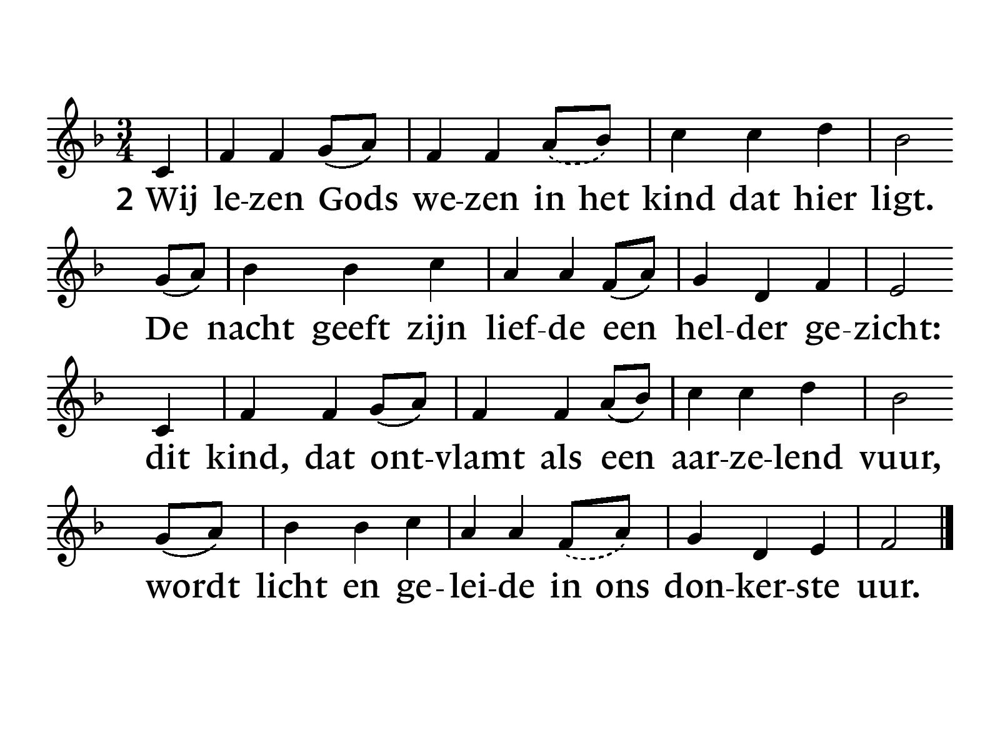 2 Wij le-zen Gods we-zen in het kind dat hier ligt.
De nacht geeft zijn lief-de een hel-der ge-zicht:
dit kind, dat ont-vlamt als een aar-ze-lend vuur,
wordt licht en ge-lei-de in ons don-ker-ste uur.